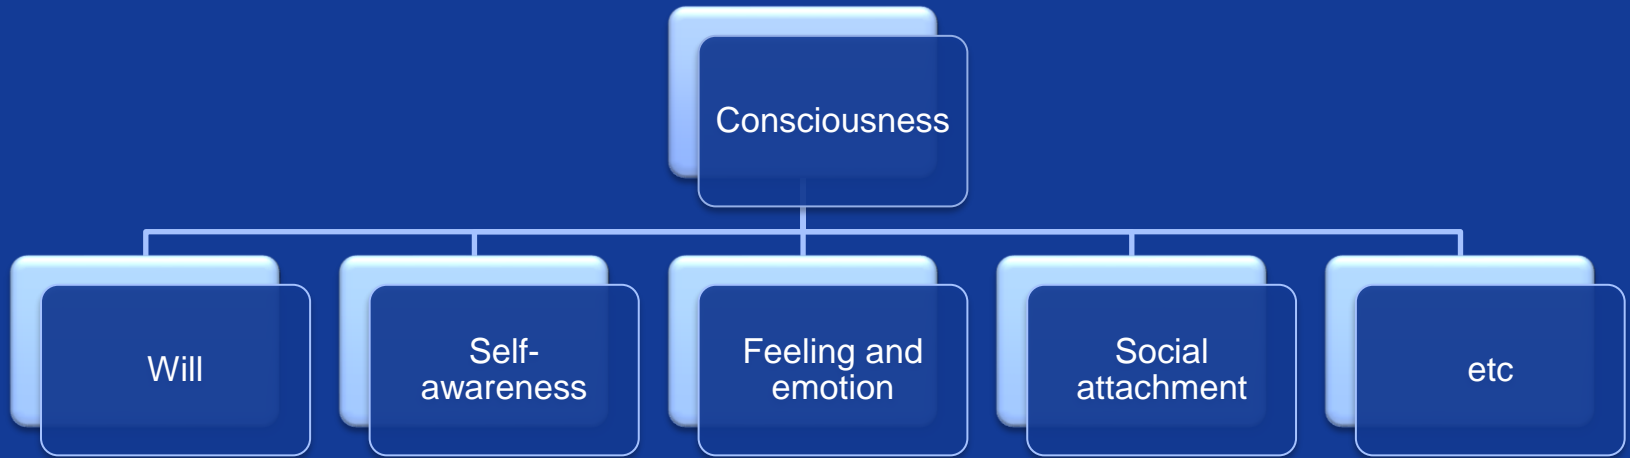 Consciousness
Will
Self-
awareness
Feeling and
emotion
Social
attachment
etc